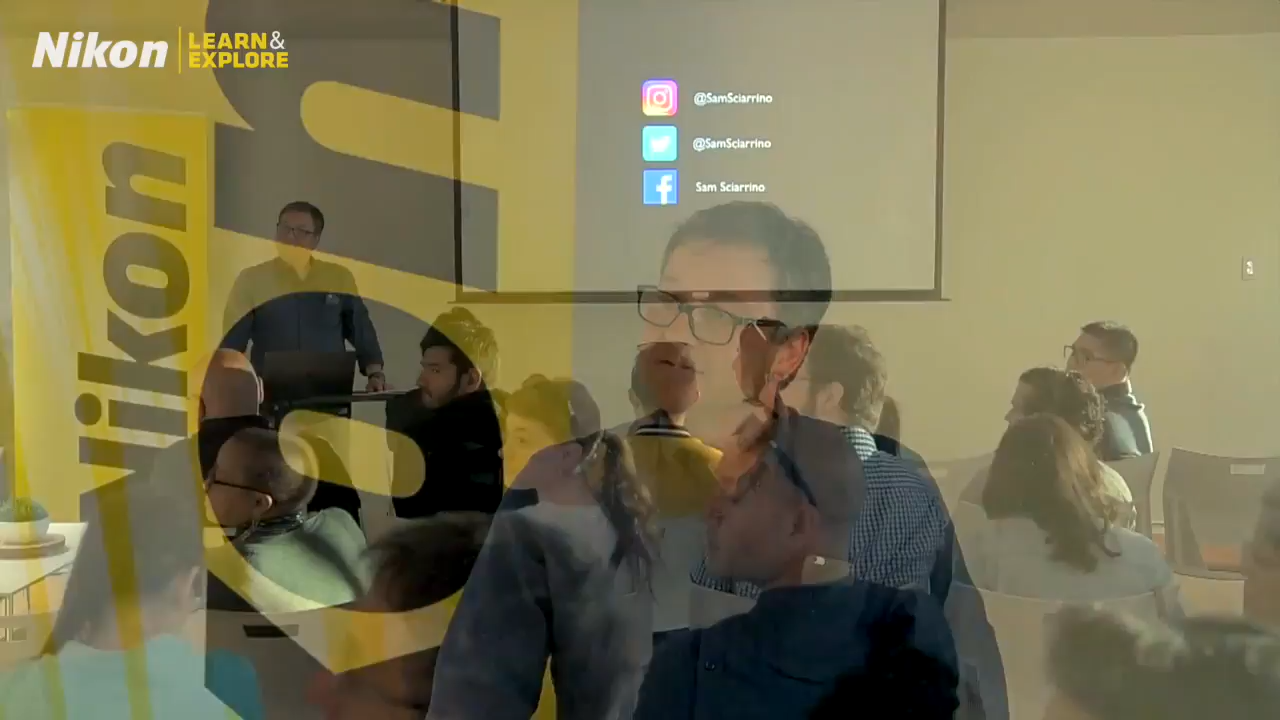 Nikon
LEARN &
EXPLORE
@SamSciarrino
@SamSciarrino
Sam Sciarrino
Nikon